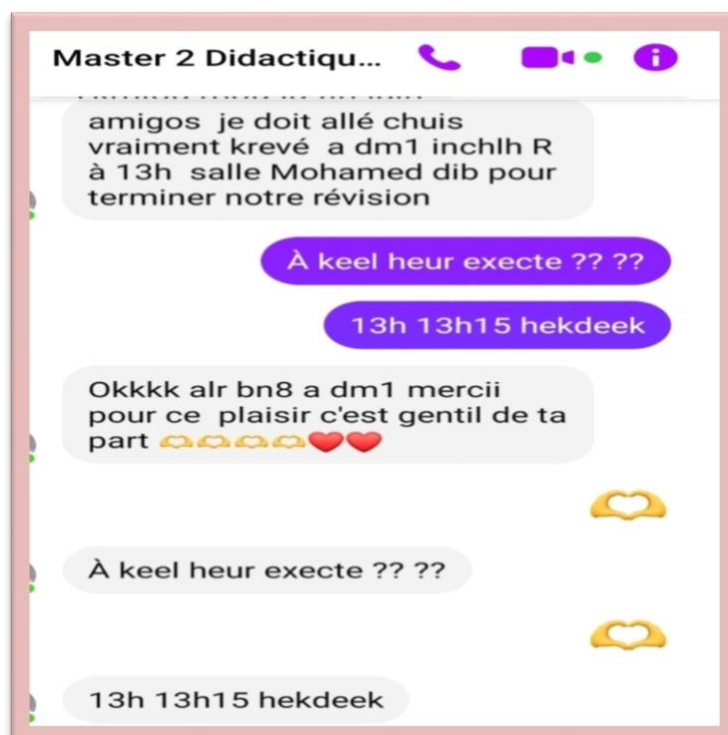 Master 2 Didactiqu...
amigos je doit allé chuis
vraiment krevé a dm1 inchlh R
à 13h salle Mohamed dib pour
terminer notre révision
À keel heur execte ?? ??
13h 13h15 hekdeek
Okkkk alr bn8 a dm1 mercii
pour ce plaisir c'est gentil de ta
part 🫶🫶🫶🫶❤️❤️
🫶
À keel heur execte ?? ??
🫶
13h 13h15 hekdeek